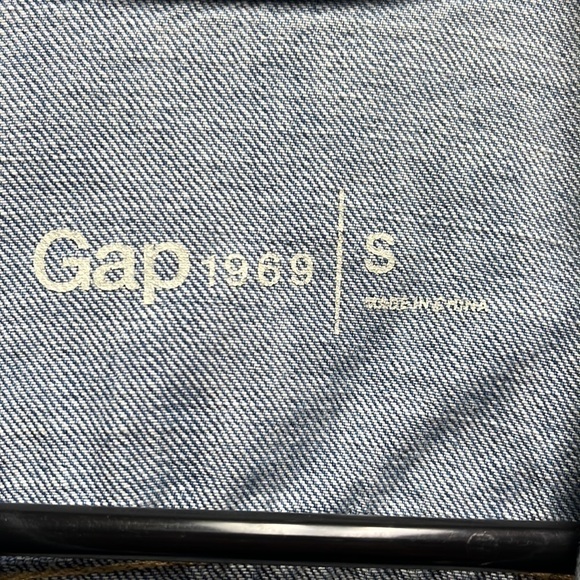 Gap 1969 | S
MADE IN CHINA